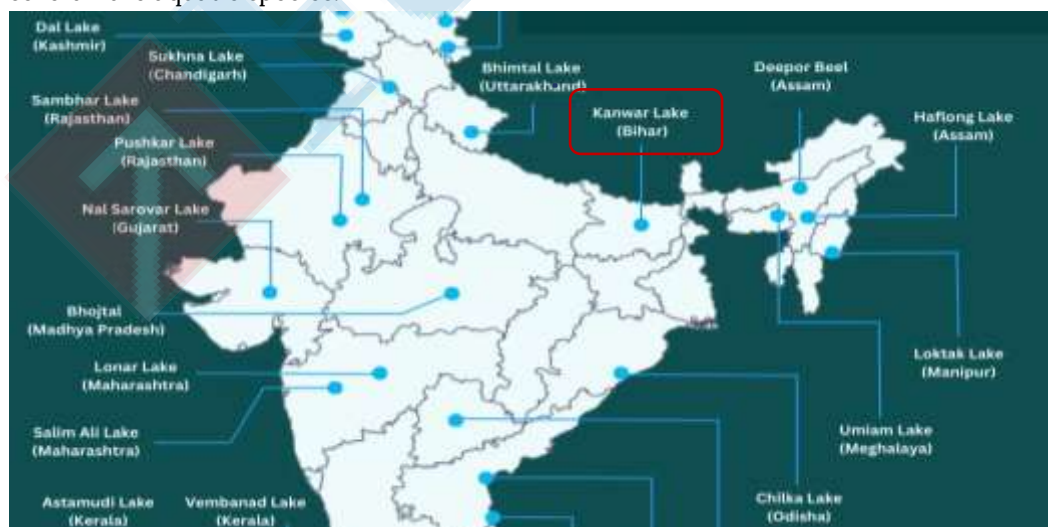 Dal Lake
(Kashmir)
Sukhna Lake
(Chandigarh)
Bhimtal Lake
(Uttarakhand)
Deepor Beel
(Assam)
Kanwar Lake
(Bihar)
Haflong Lake
(Assam)
Sambhar Lake
(Rajasthan)
Pushkar Lake
(Rajasthan)
Nal Sarovar Lake
(Gujarat)
Bhojtal
(Madhya Pradesh)
Lonar Lake
(Maharashtra)
Loktak Lake
(Manipur)
Salim Ali Lake
(Maharashtra)
Umiam Lake
(Meghalaya)
Astamudi Lake
(Kerala)
Vembanad Lake
(Kerala)
Chilka Lake
(Odisha)